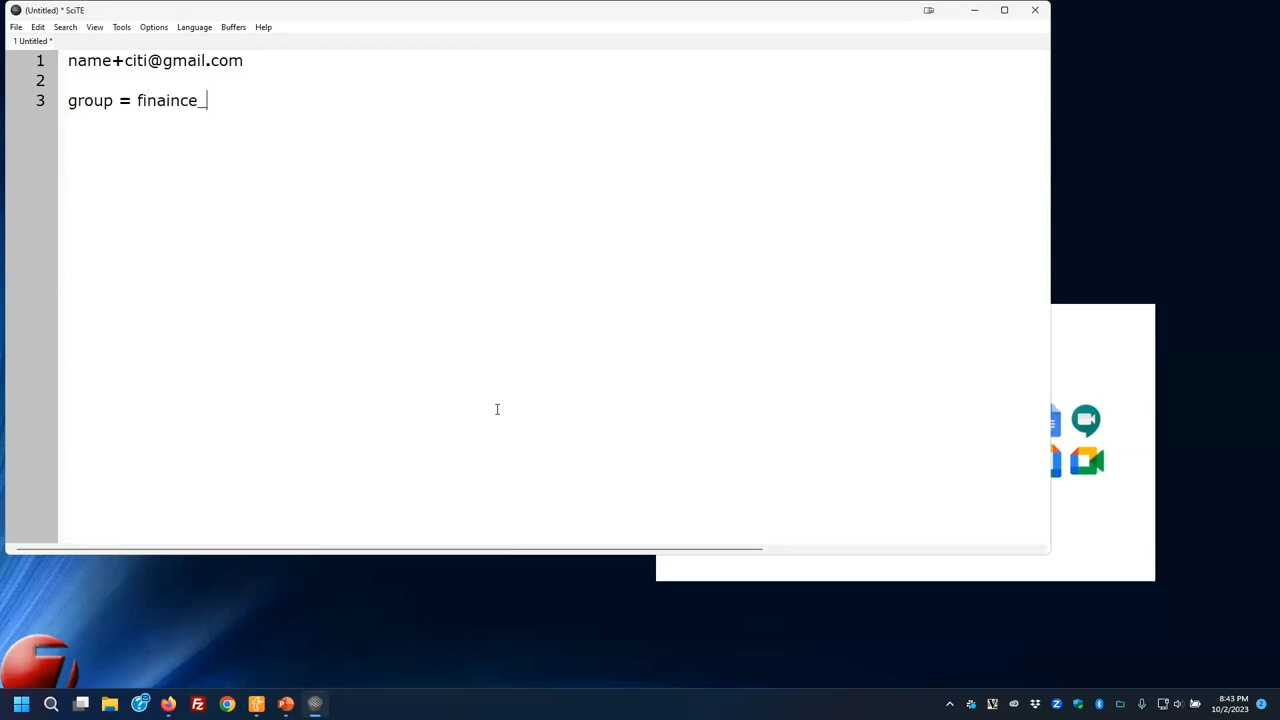 (Untitled) * SciTE
File Edit Search View Tools Options Language Buffers Help
1 Untitled *
1 name+citi@gmail.com
2
3 group = finaince_
8:43 PM
10/2/2023